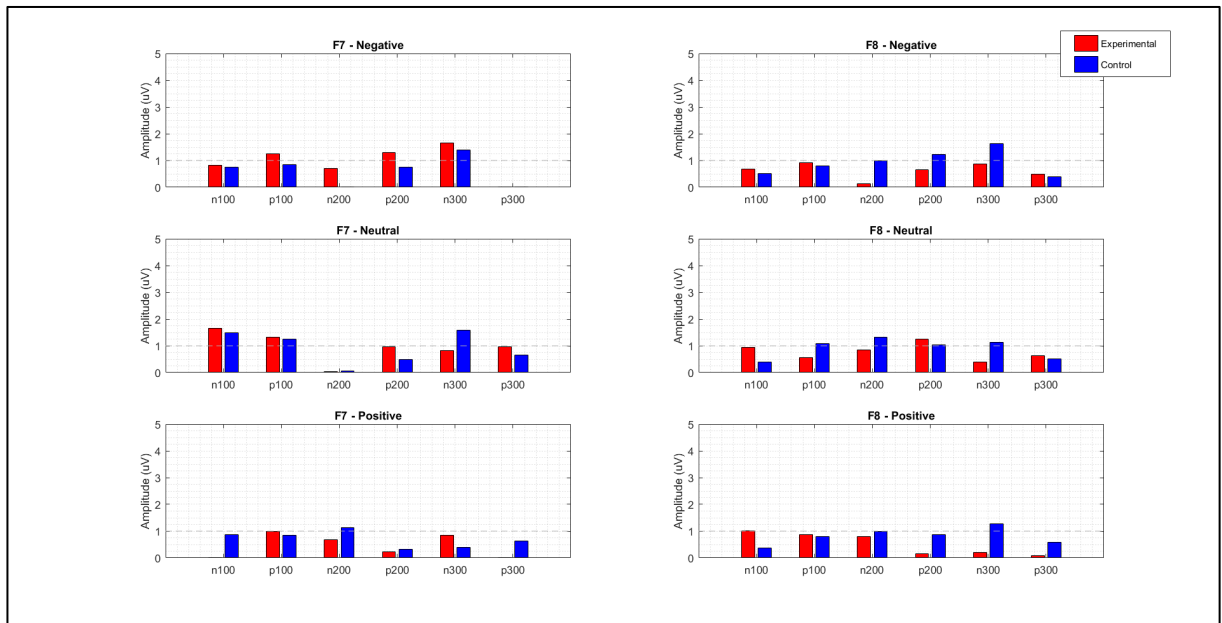 F7 - Negative
5
4
3
2
1
0
Amplitude (uV)
n100 p100 n200 p200 n300 p300
F8 - Negative
5
4
3
2
1
0
Amplitude (uV)
n100 p100 n200 p200 n300 p300
Experimental
Control
F7 - Neutral
5
4
3
2
1
0
Amplitude (uV)
n100 p100 n200 p200 n300 p300
F8 - Neutral
5
4
3
2
1
0
Amplitude (uV)
n100 p100 n200 p200 n300 p300
F7 - Positive
5
4
3
2
1
0
Amplitude (uV)
n100 p100 n200 p200 n300 p300
F8 - Positive
5
4
3
2
1
0
Amplitude (uV)
n100 p100 n200 p200 n300 p300